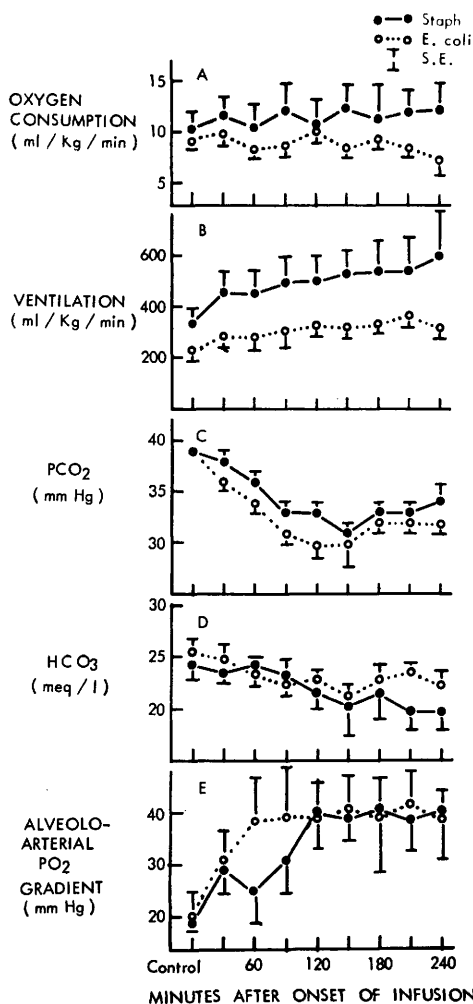 Staph
E. coli
S.E.
A
OXYGEN
CONSUMPTION
( ml / Kg / min )
15
10
5
B
VENTILATION
( ml / Kg / min )
600
400
200
C
PCO2
( mm Hg )
40
35
30
D
HCO3
( meq / l )
30
25
20
E
ALVEOLO-
ARTERIAL
PO2
GRADIENT
( mm Hg )
40
30
20
Control 60 120 180 240
MINUTES AFTER ONSET OF INFUSION